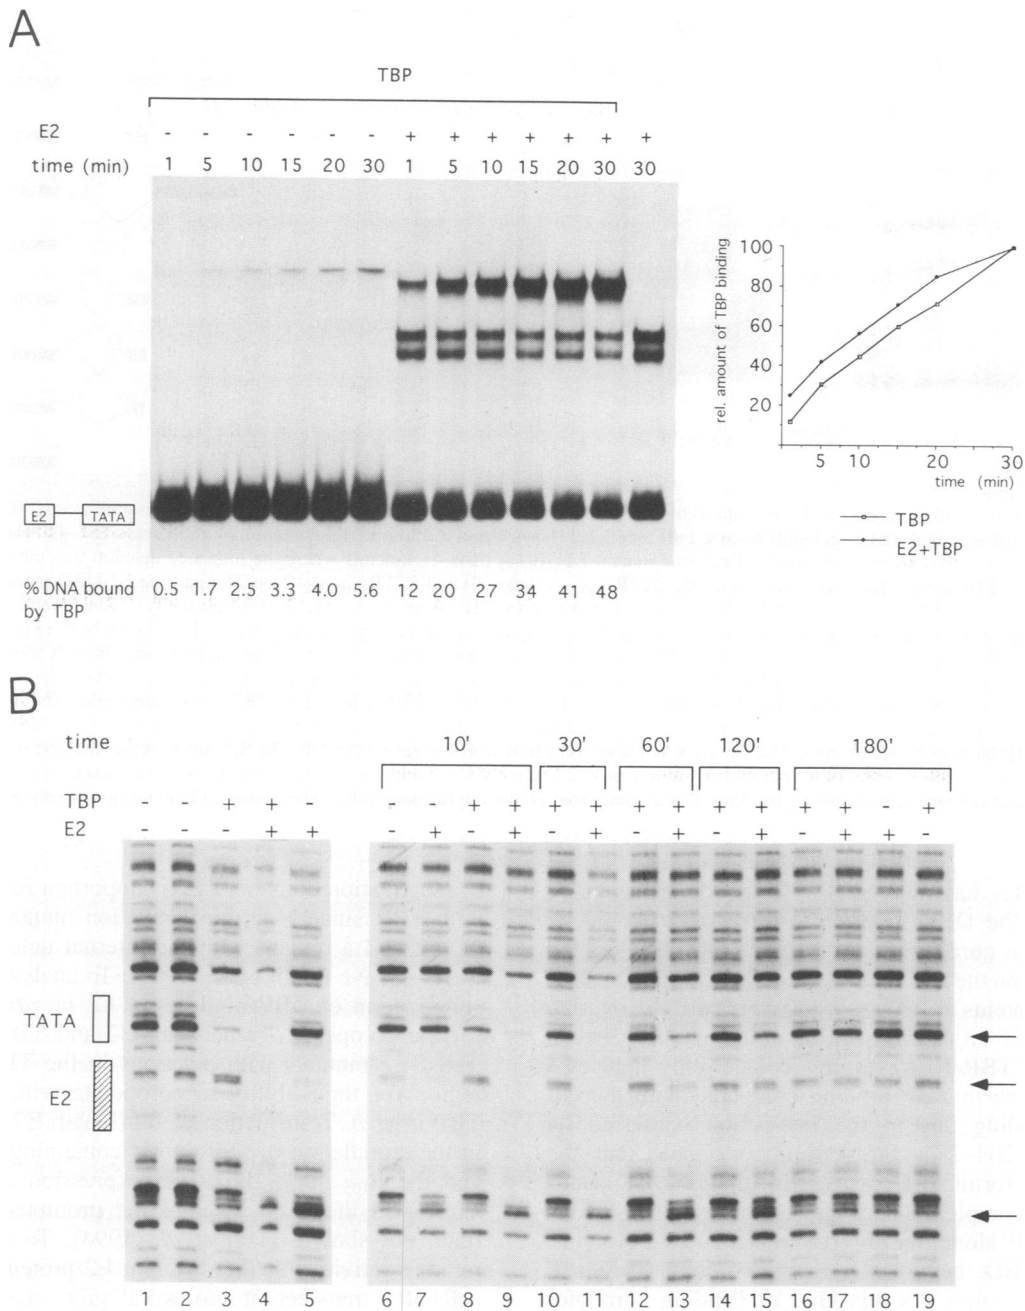 A
TBP
E2 - - - - - - + + + + + + +
time (min) 1 5 10 15 20 30 1 5 10 15 20 30 30
rel. amount of TBP binding
100
80
60
40
20
5 10 20 30
time (min)
E2 TATA
TBP
E2+TBP
% DNA bound by TBP 0.5 1.7 2.5 3.3 4.0 5.6 12 20 27 34 41 48
B
time 10' 30' 60' 120' 180'
TBP - - + + + - - + + + + + + + + + + + +
E2 - - - + + - + - + - + - + - + - + + -
TATA
E2
1 2 3 4 5 6 7 8 9 10 11 12 13 14 15 16 17 18 19